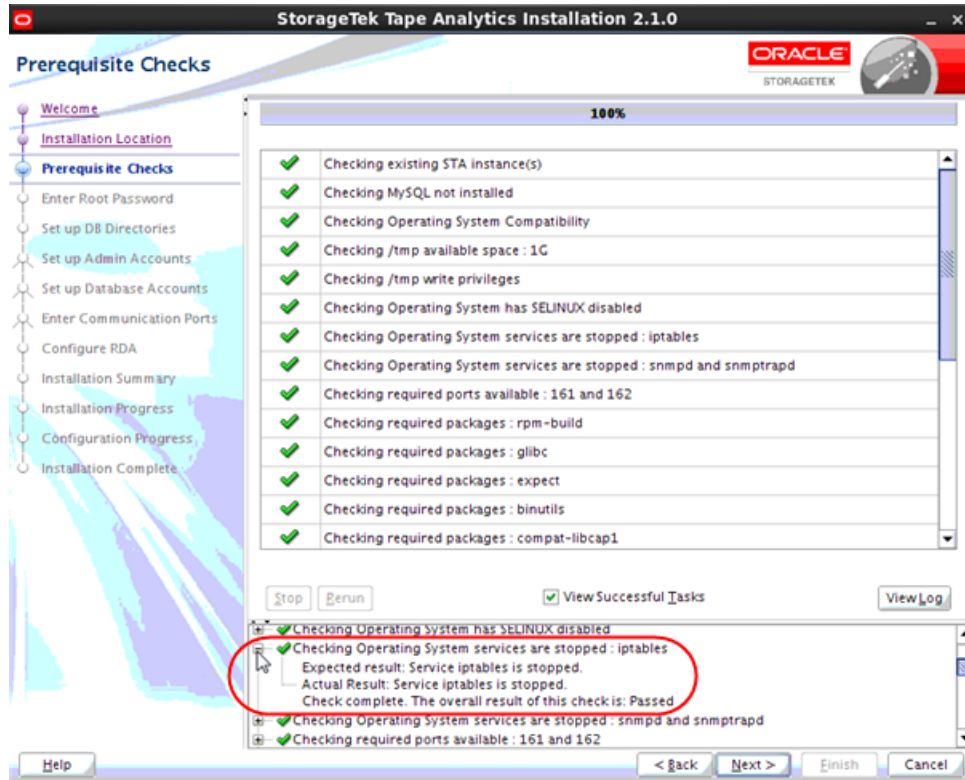 StorageTek Tape Analytics Installation 2.1.0
Prerequisite Checks
ORACLE
STORAGETEK
Welcome
Installation Location
Prerequisite Checks
Enter Root Password
Set up DB Directories
Set up Admin Accounts
Set up Database Accounts
Enter Communication Ports
Configure RDA
Installation Summary
Installation Progress
Configuration Progress
Installation Complete
100%
Checking existing STA instance(s)
Checking MySQL not installed
Checking Operating System Compatibility
Checking /tmp available space : 1G
Checking /tmp write privileges
Checking Operating System has SELINUX disabled
Checking Operating System services are stopped : iptables
Checking Operating System services are stopped : snmpd and snmptrapd
Checking required ports available : 161 and 162
Checking required packages : rpm-build
Checking required packages : glibc
Checking required packages : expect
Checking required packages : binutils
Checking required packages : compat-libcap1
Stop
Rerun
View Successful Tasks
View Log
Checking Operating System has SELINUX disabled
Checking Operating System services are stopped : iptables
Expected result: Service iptables is stopped.
Actual Result: Service iptables is stopped.
Check complete. The overall result of this check is: Passed
Checking Operating System services are stopped : snmpd and snmptrapd
Checking required ports available : 161 and 162
Help
< Back
Next >
Finish
Cancel